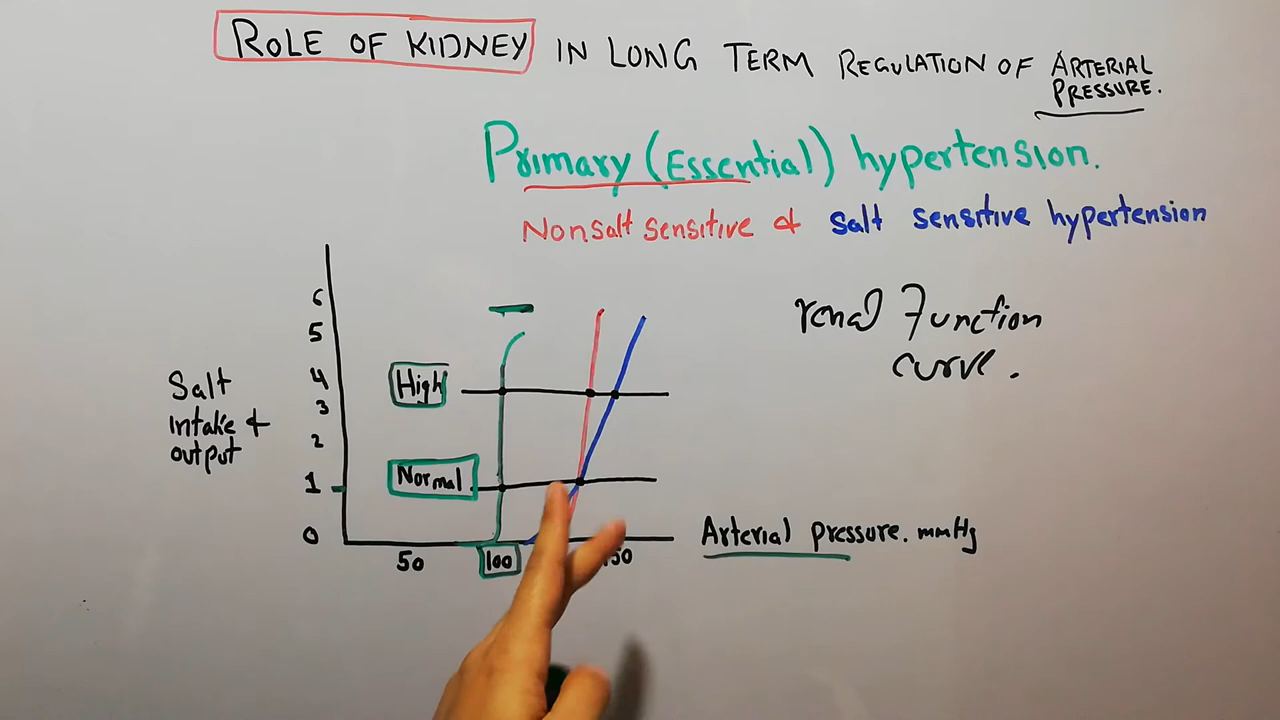 ROLE OF KIDNEY IN LONG TERM REGULATION OF ARTERIAL
PRESSURE.
Primary (Essential) hypertension.
Nonsalt sensitive & salt sensitive hypertension
renal Function
curve.
6
5
4
3
2
1
0
High
Normal
Salt
intake &
output
50
100
Arterial pressure. mmHg